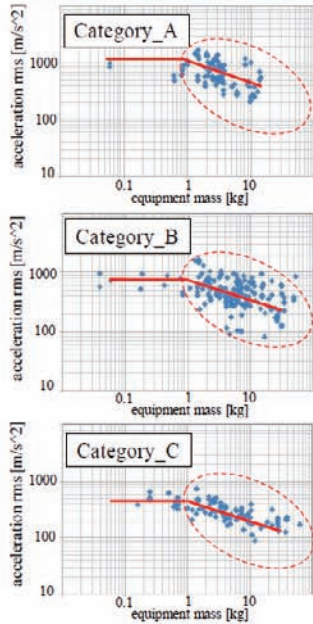 Category_A
acceleration rms [m/s^2]
1000
100
10
0.1 1 10
equipment mass [kg]
Category_B
acceleration rms [m/s^2]
1000
100
10
0.1 1 10
equipment mass [kg]
Category_C
acceleration rms [m/s^2]
1000
100
10
0.1 1 10
equipment mass [kg]